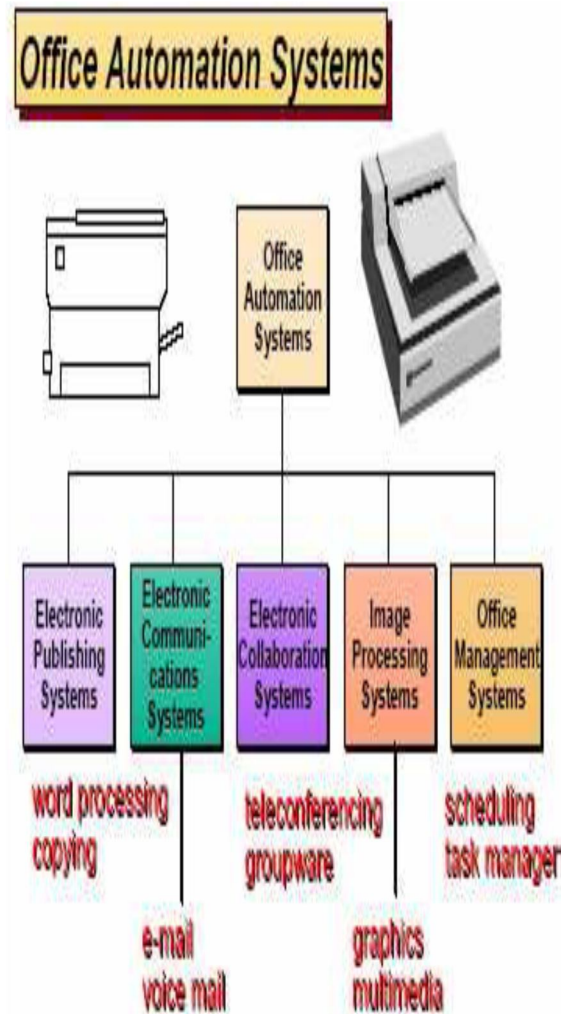 Office Automation Systems
Office
Automation
Systems
Electronic
Publishing
Systems
Electronic
Communi-
cations
Systems
Electronic
Collaboration
Systems
Image
Processing
Systems
Office
Management
Systems
word processing
copying
teleconferencing
groupware
scheduling
task manager
e-mail
voice mail
graphics
multimedia